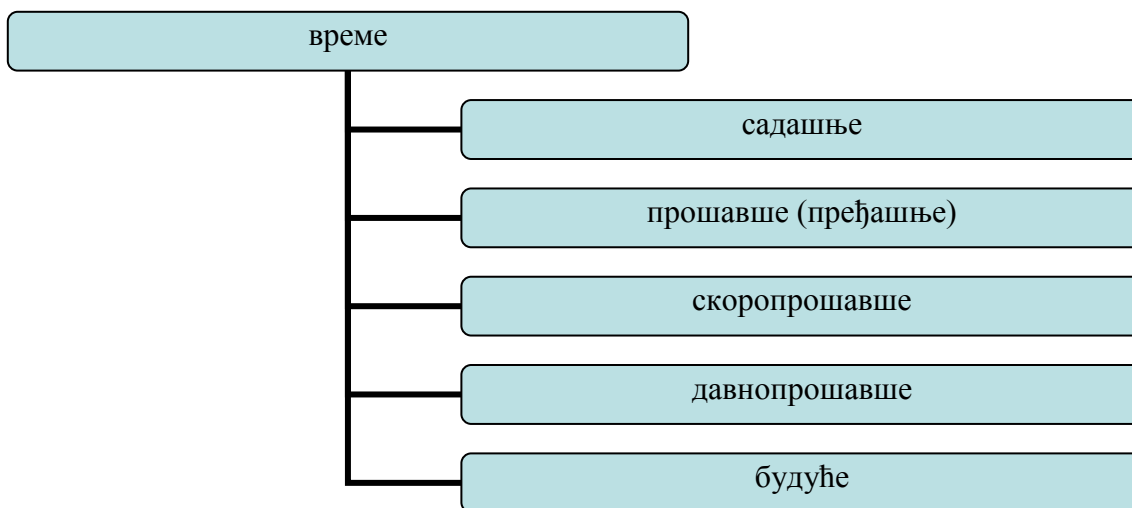 време
садашње
прошавше (пређашње)
скоропрошавше
давнопрошавше
будуће